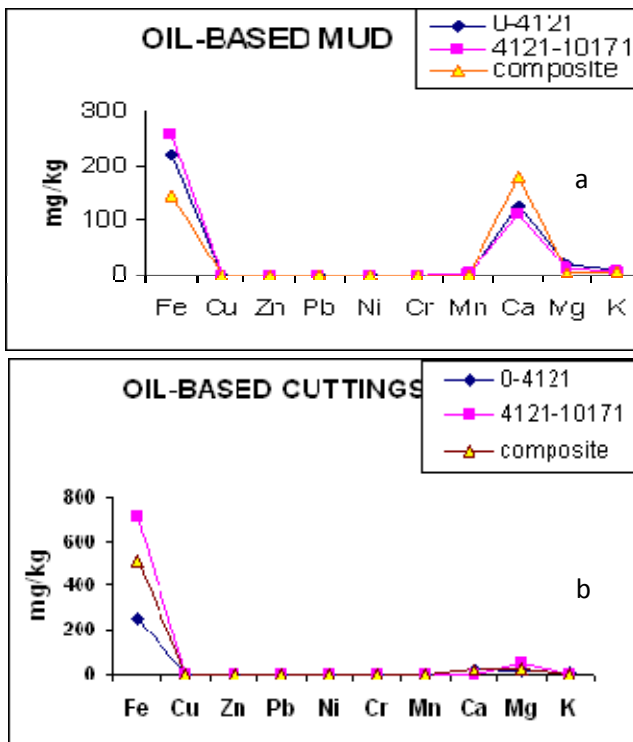 OIL-BASED MUD
0-4121
4121-10171
composite
300
200
100
0
mg/kg
a
Fe Cu Zn Pb Ni Cr Mn Ca Mg K
OIL-BASED CUTTINGS
0-4121
4121-10171
composite
800
600
400
200
0
mg/kg
b
Fe Cu Zn Pb Ni Cr Mn Ca Mg K